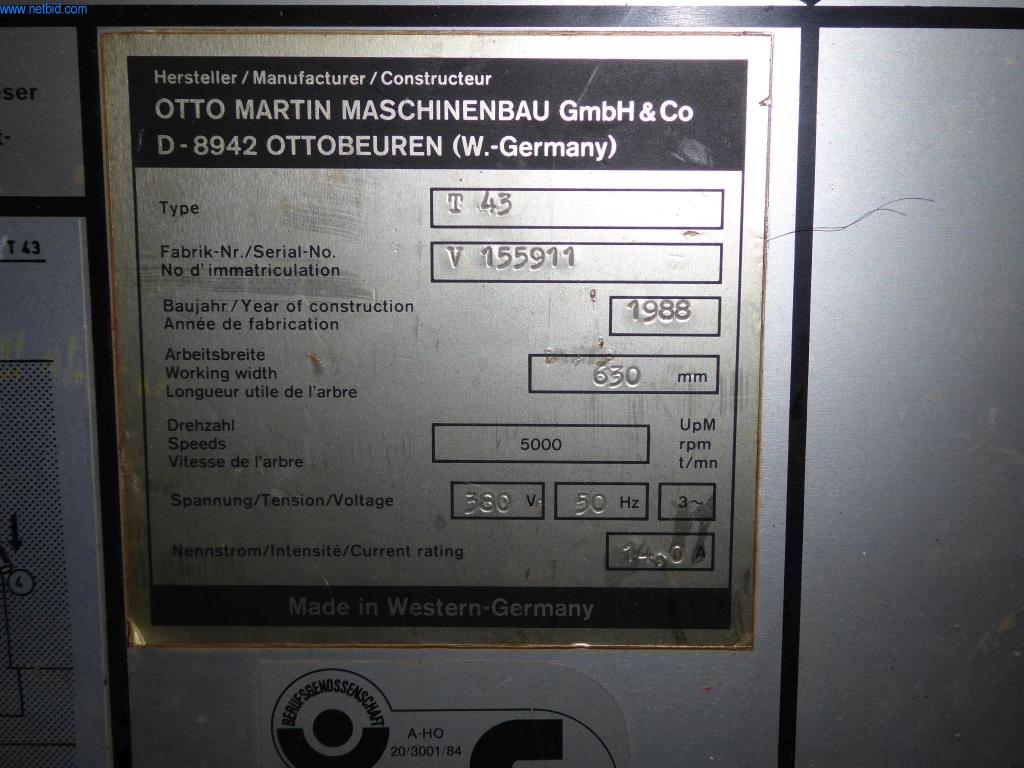 www.netbid.com
eser
t-
T 43
Hersteller / Manufacturer / Constructeur
OTTO MARTIN MASCHINENBAU GmbH & Co
D - 8942 OTTOBEUREN (W.-Germany)
Type T 43
Fabrik-Nr./Serial-No.
No d'immatriculation
V 155911
Baujahr / Year of construction
Année de fabrication
1988
Arbeitsbreite
Working width
Longueur utile de l'arbre
630 mm
Drehzahl
Speeds
Vitesse de l'arbre
5000
UpM
rpm
t/mn
Spannung/Tension/Voltage 380 V 50 Hz 3~
Nennstrom/Intensité/Current rating 14,0 A
Made in Western-Germany
4
BERUFSGENOSSENSCHAFT
A-HO
20/3001/84